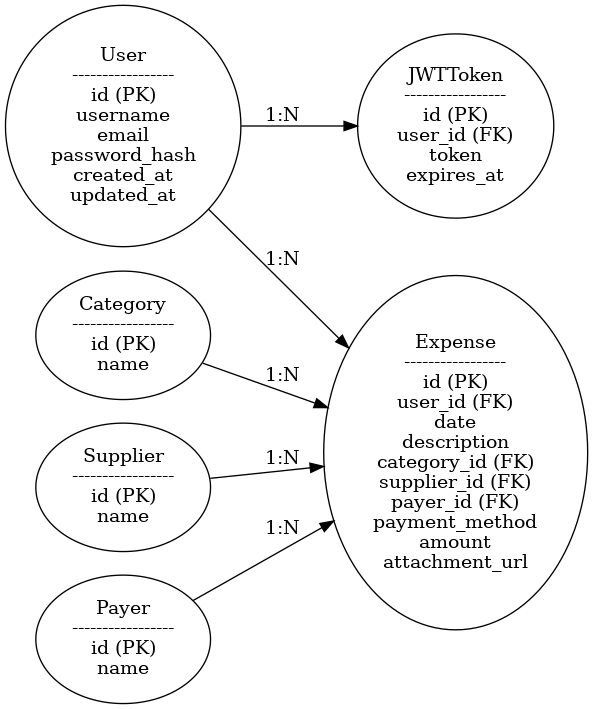 User
-----------------
id (PK)
username
email
password_hash
created_at
updated_at
1:N
JWTToken
-----------------
id (PK)
user_id (FK)
token
expires_at
1:N
Category
-----------------
id (PK)
name
1:N
Supplier
-----------------
id (PK)
name
1:N
Payer
-----------------
id (PK)
name
1:N
Expense
-----------------
id (PK)
user_id (FK)
date
description
category_id (FK)
supplier_id (FK)
payer_id (FK)
payment_method
amount
attachment_url